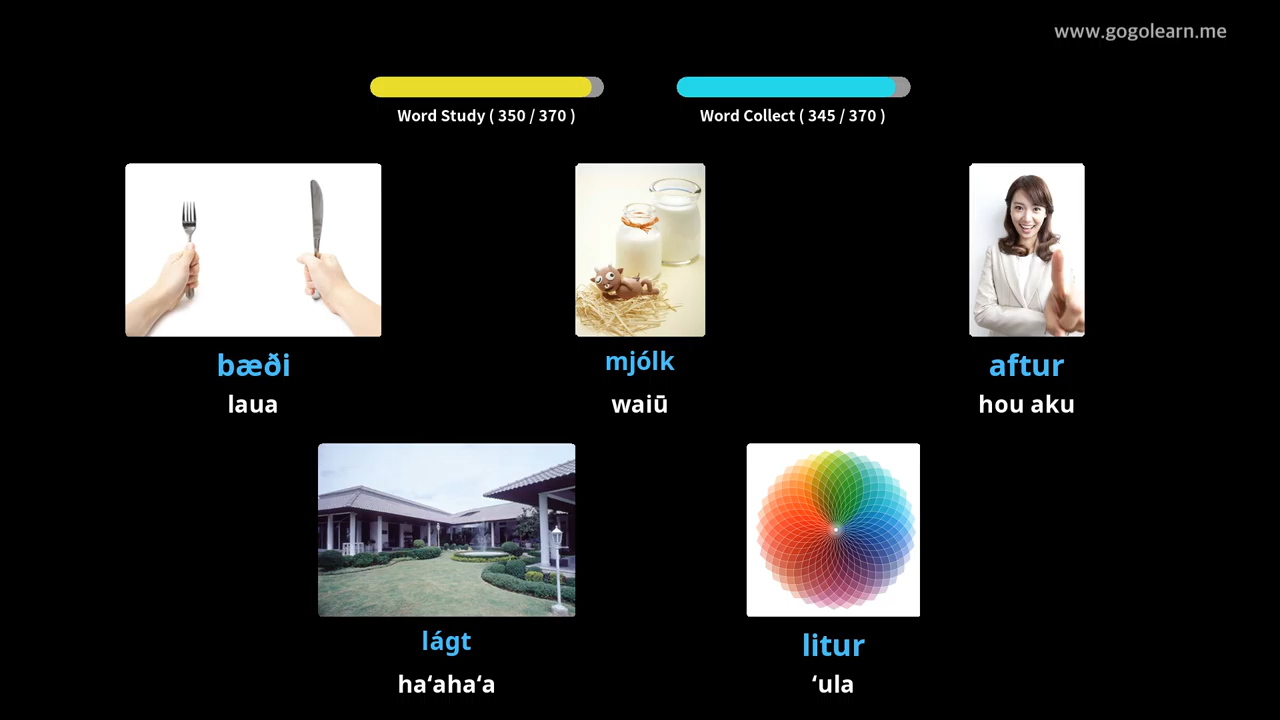 www.gogolearn.me
Word Study ( 350 / 370 )
Word Collect ( 345 / 370 )
bæði
mjólk
aftur
laua
waiū
hou aku
lágt
litur
haʻahaʻa
ʻula